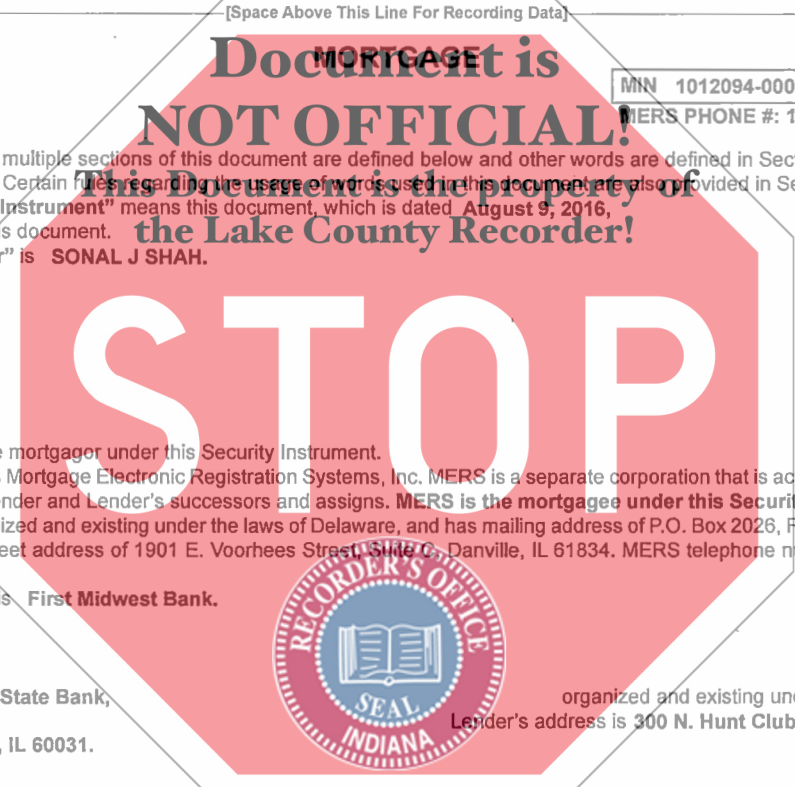 [Space Above This Line For Recording Data]
MORTGAGE
Document is
MIN 1012094-000
NOT OFFICIAL!
MERS PHONE #: 1
multiple sections of this document are defined below and other words are defined in Sec
Certain rules regarding the usage of words used in this document are also provided in Se
This Document is the property of
Instrument” means this document, which is dated August 9, 2016,
s document.
the Lake County Recorder!
r” is SONAL J SHAH.
STOP
e mortgagor under this Security Instrument.
s Mortgage Electronic Registration Systems, Inc. MERS is a separate corporation that is ac
ender and Lender’s successors and assigns. MERS is the mortgagee under this Securit
ized and existing under the laws of Delaware, and has mailing address of P.O. Box 2026, F
eet address of 1901 E. Voorhees Street, Suite C, Danville, IL 61834. MERS telephone n
s First Midwest Bank.
RECORDER'S OFFICE
SEAL
INDIANA
State Bank,
organized and existing und
Lender’s address is 300 N. Hunt Club
, IL 60031.